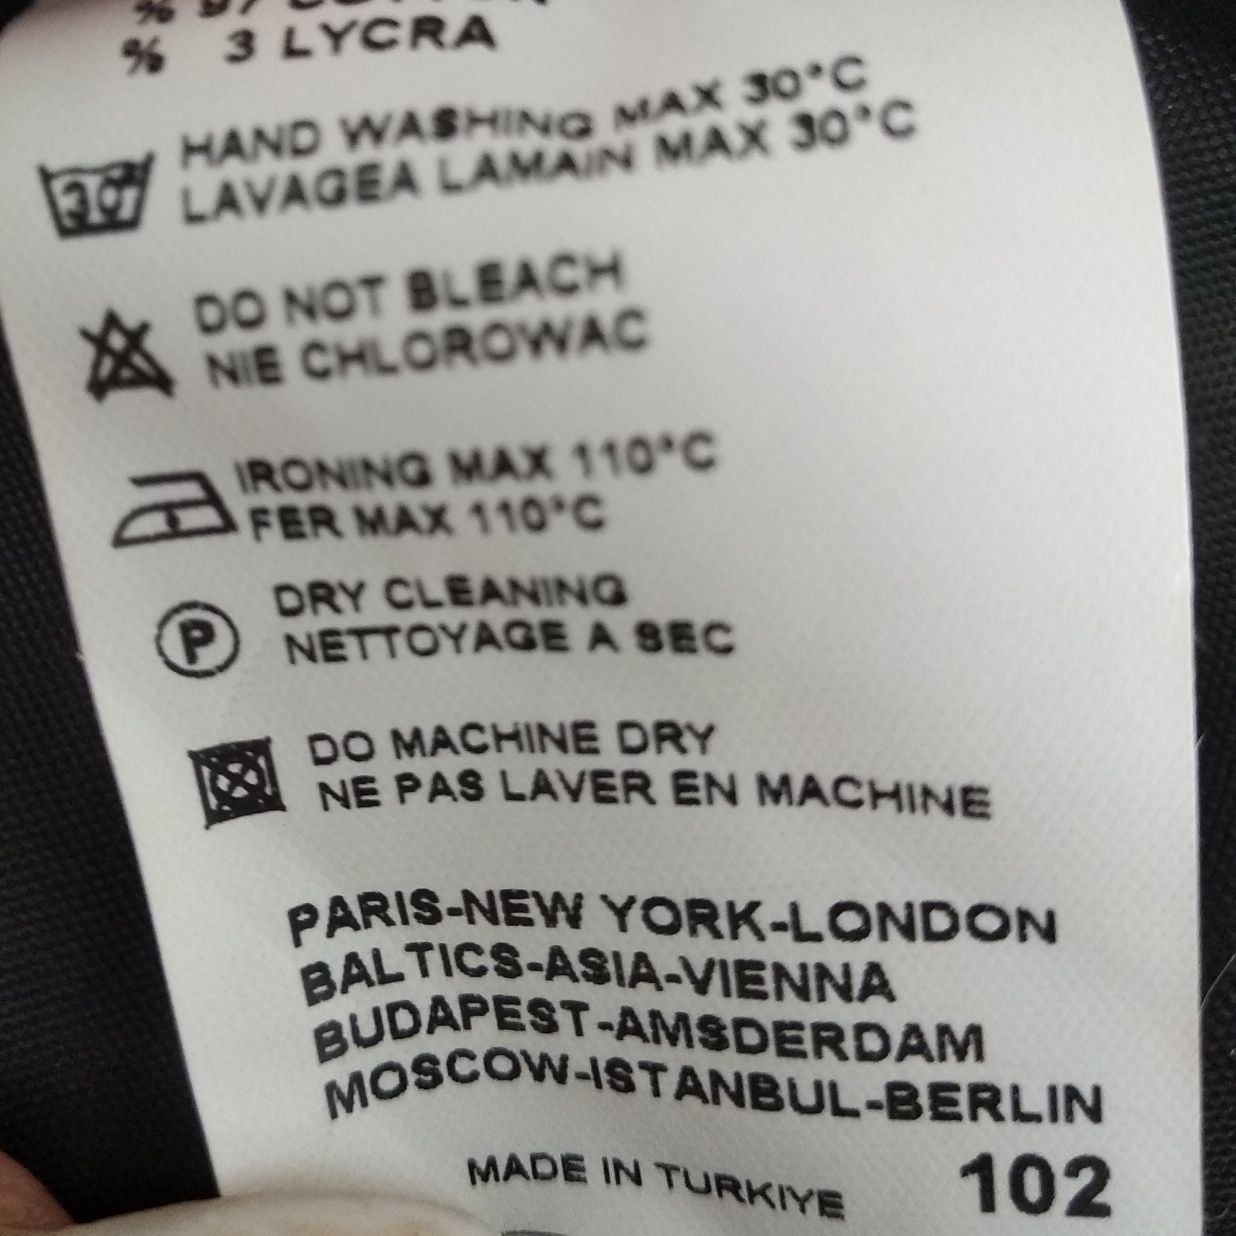 % 97
% 3 LYCRA
HAND WASHING MAX 30°C
LAVAGEA LAMAIN MAX 30°C
30°
DO NOT BLEACH
NIE CHLOROWAC
IRONING MAX 110°C
FER MAX 110°C
DRY CLEANING
NETTOYAGE A SEC
P
DO MACHINE DRY
NE PAS LAVER EN MACHINE
PARIS-NEW YORK-LONDON
BALTICS-ASIA-VIENNA
BUDAPEST-AMSDERDAM
MOSCOW-ISTANBUL-BERLIN
MADE IN TURKIYE 102